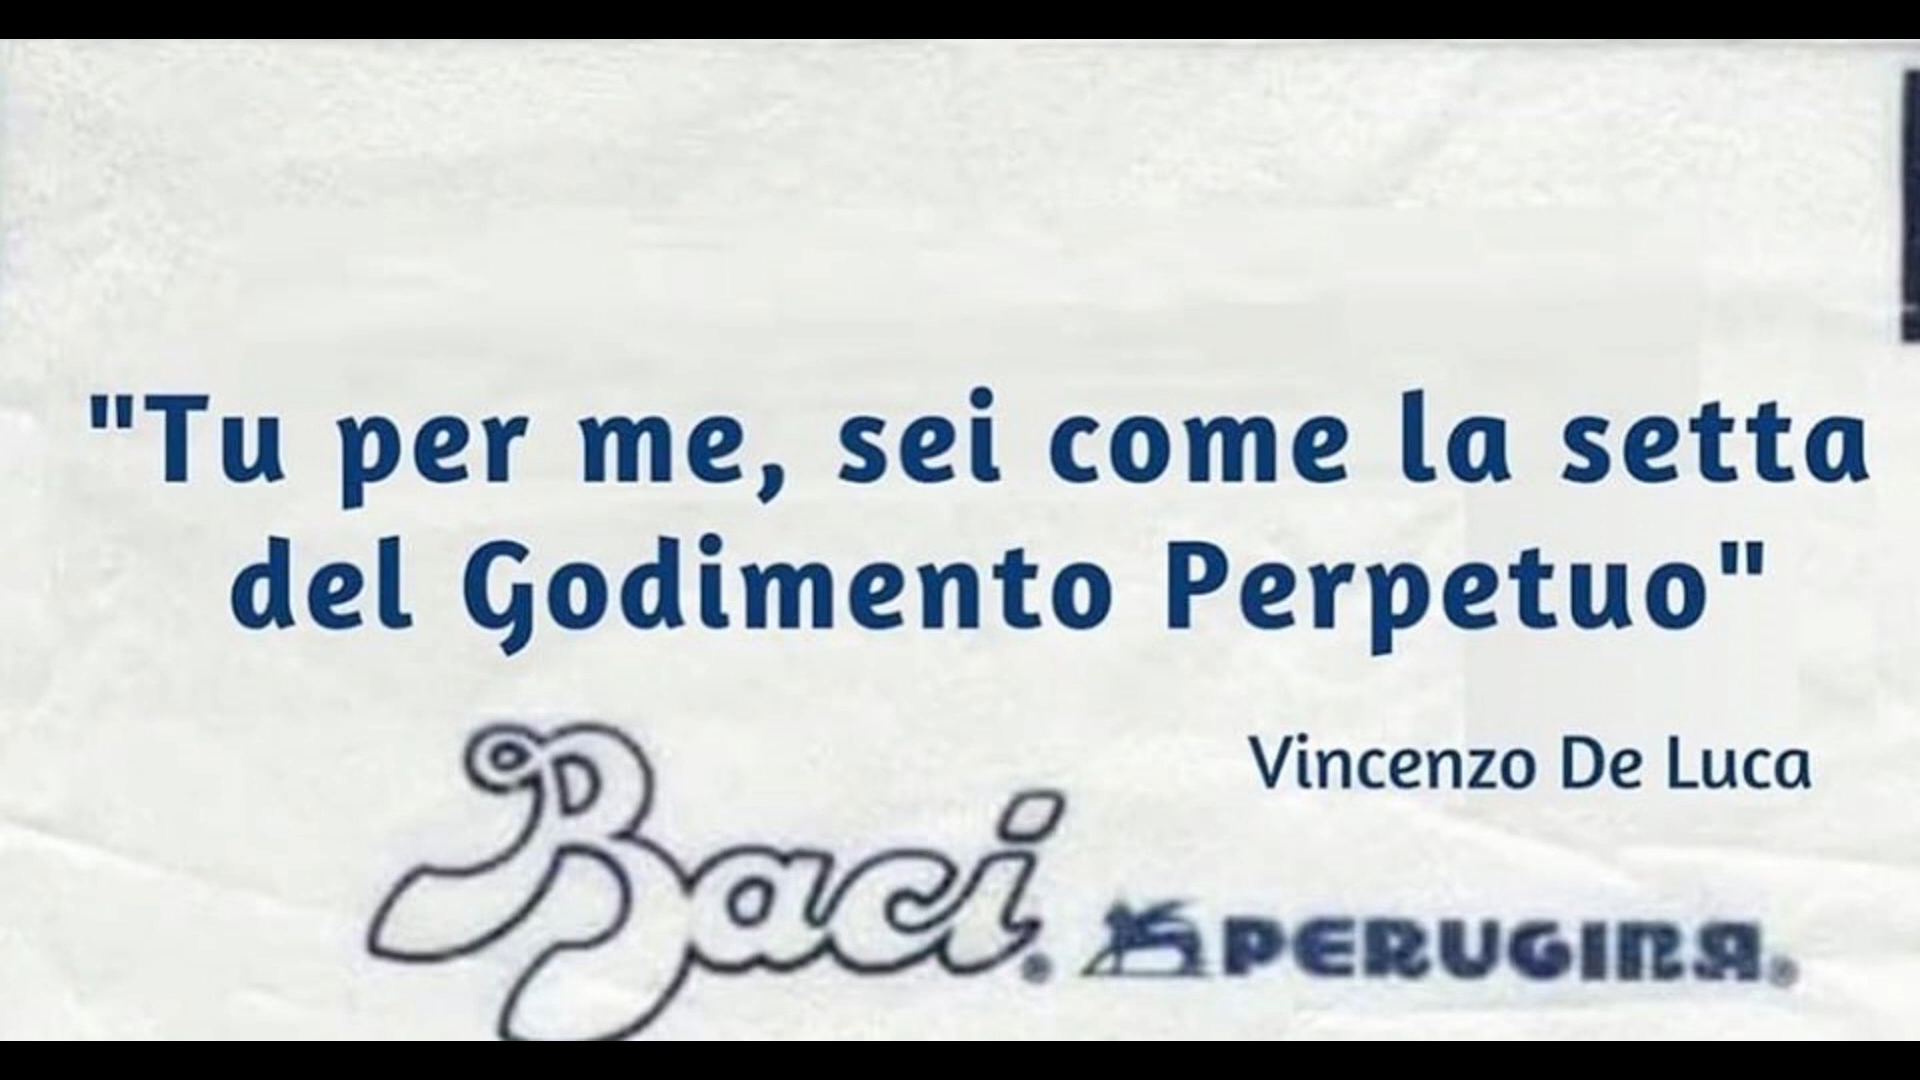 "Tu per me, sei come la setta
del Godimento Perpetuo"
Vincenzo De Luca
Baci® PERUGINA®